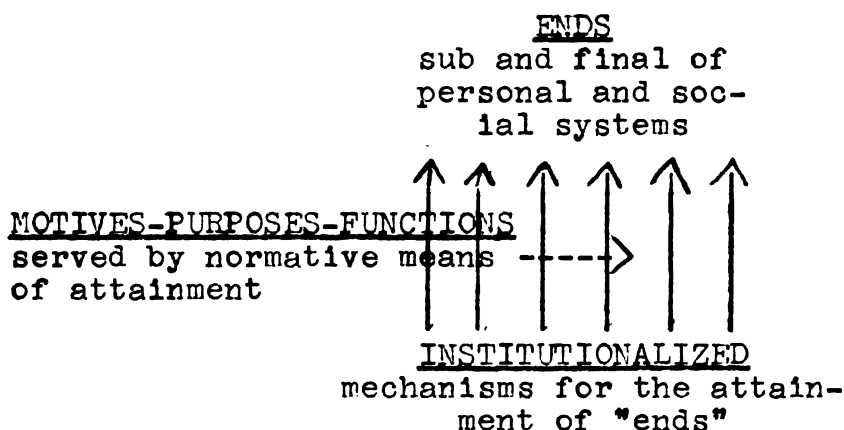 ENDS
sub and final of
personal and soc-
ial systems
MOTIVES-PURPOSES-FUNCTIONS
served by normative means
of attainment
INSTITUTIONALIZED
mechanisms for the attain-
ment of "ends"